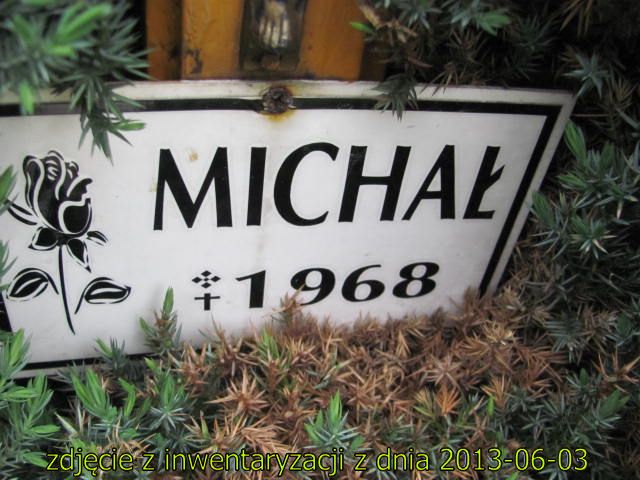 MICHAŁ
✝1968
zdjęcie z inwentaryzacji z dnia 2013-06-03